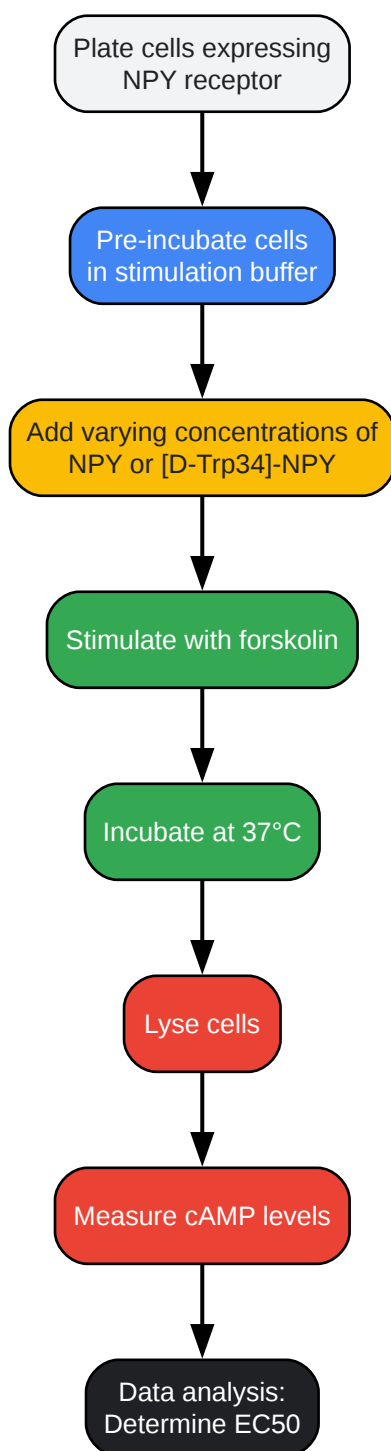 Plate cells expressing
NPY receptor
Pre-incubate cells
in stimulation buffer
Add varying concentrations of
NPY or [D-Trp34]-NPY
Stimulate with forskolin
Incubate at 37°C
Lyse cells
Measure cAMP levels
Data analysis:
Determine EC50